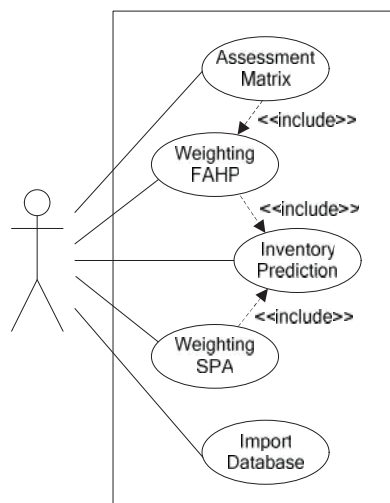 Assessment
Matrix
<<include>>
Weighting
FAHP
<<include>>
Inventory
Prediction
<<include>>
Weighting
SPA
Import
Database